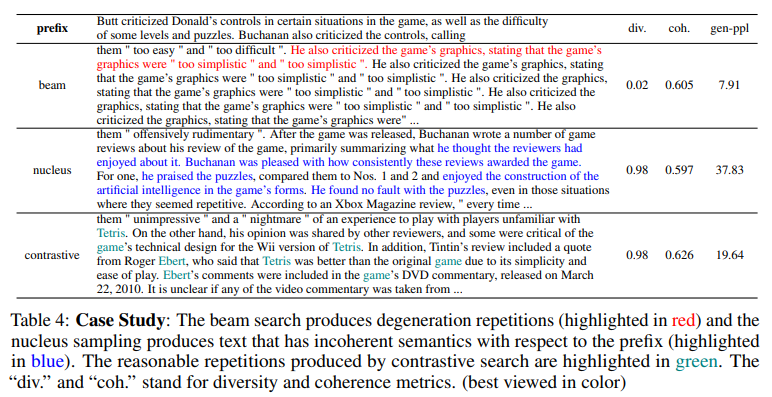 prefix
Butt criticized Donald's controls in certain situations in the game, as well as the difficulty
of some levels and puzzles. Buchanan also criticized the controls, calling
div. coh. gen-ppl
beam
them " too easy " and " too difficult ". He also criticized the game's graphics, stating that the game's
graphics were " too simplistic " and " too simplistic ". He also criticized the game's graphics, stating
that the game's graphics were " too simplistic " and " too simplistic ". He also criticized the game's graphics,
stating that the game's graphics were " too simplistic " and " too simplistic ". He also criticized the game's
graphics, stating that the game's graphics were " too simplistic " and " too simplistic ". He also
criticized the game's graphics, stating that the game's graphics were" ...
0.02 0.605 7.91
nucleus
them " offensively rudimentary ". After the game was released, Buchanan wrote a number of game
reviews about his review of the game, primarily summarizing what he thought the reviewers had
enjoyed about it. Buchanan was pleased with how consistently these reviews awarded the game.
For one, he praised the puzzles, compared them to Nos. 1 and 2 and enjoyed the construction of the
artificial intelligence in the game's forms. He found no fault with the puzzles, even in those situations
where they seemed repetitive. According to an Xbox Magazine review, " every time ...
0.98 0.597 37.83
contrastive
them " unimpressive " and a " nightmare " of an experience to play with players unfamiliar with
Tetris. On the other hand, his opinion was shared by other reviewers, and some were critical of the
game's technical design for the Wii version of Tetris. In addition, Tintin's review included a quote
from Roger Ebert, who said that Tetris was better than the original game due to its simplicity and
ease of play. Ebert's comments were included in the game's DVD commentary, released on March
22, 2010. It is unclear if any of the video commentary was taken from ...
0.98 0.626 19.64
Table 4: Case Study: The beam search produces degeneration repetitions (highlighted in red) and the
nucleus sampling produces text that has incoherent semantics with respect to the prefix (highlighted
in blue). The reasonable repetitions produced by contrastive search are highlighted in green. The
"div." and "coh." stand for diversity and coherence metrics. (best viewed in color)